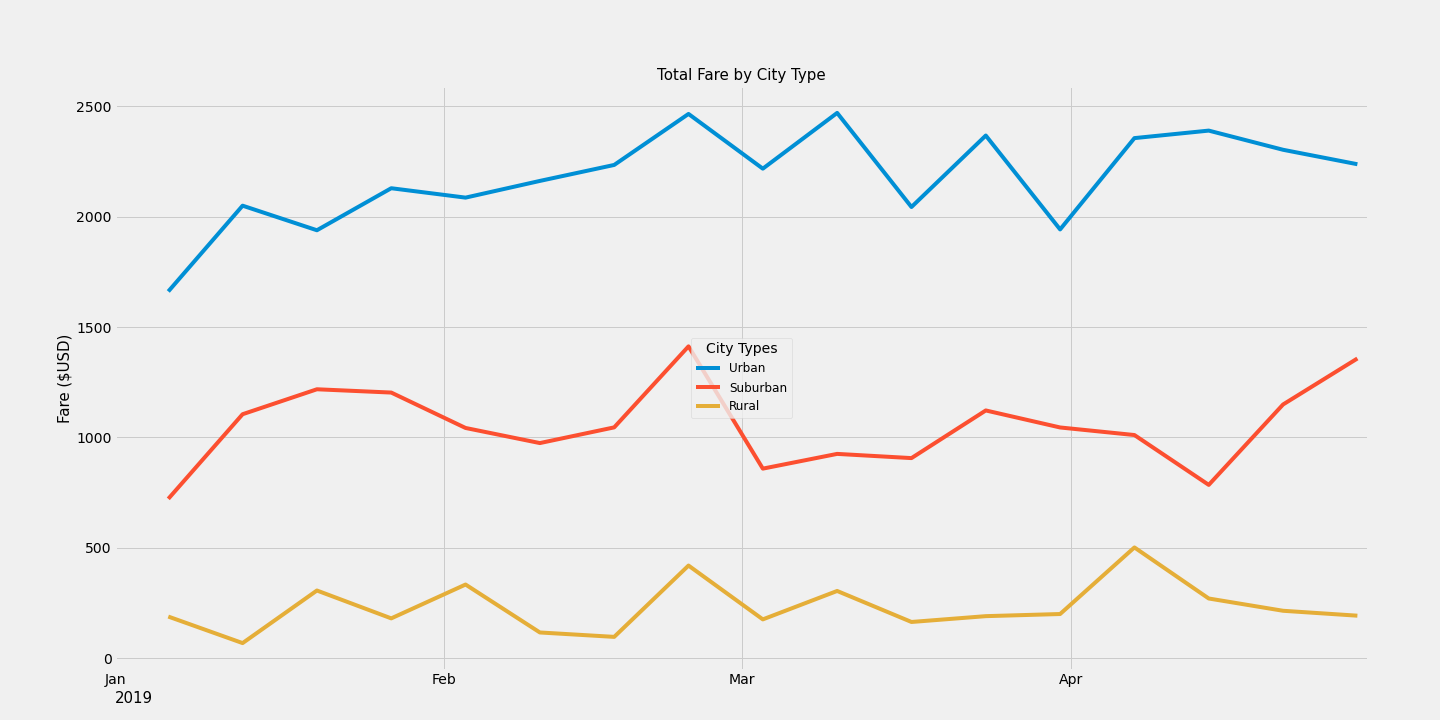 Total Fare by City Type
2500
2000
1500
1000
500
0
Fare ($USD)
City Types
Urban
Suburban
Rural
Jan Feb Mar Apr
2019